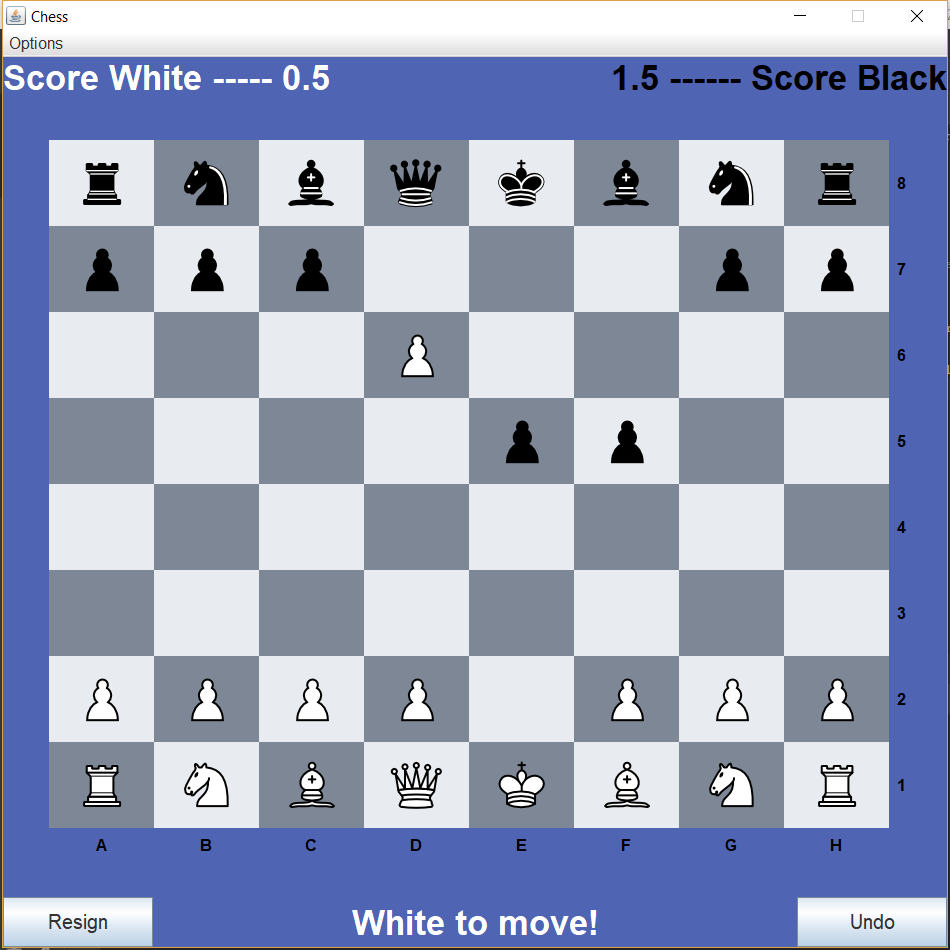 Chess
Options
Score White ----- 0.5
1.5 ------ Score Black
8
7
6
5
4
3
2
1
A B C D E F G H
Resign
White to move!
Undo